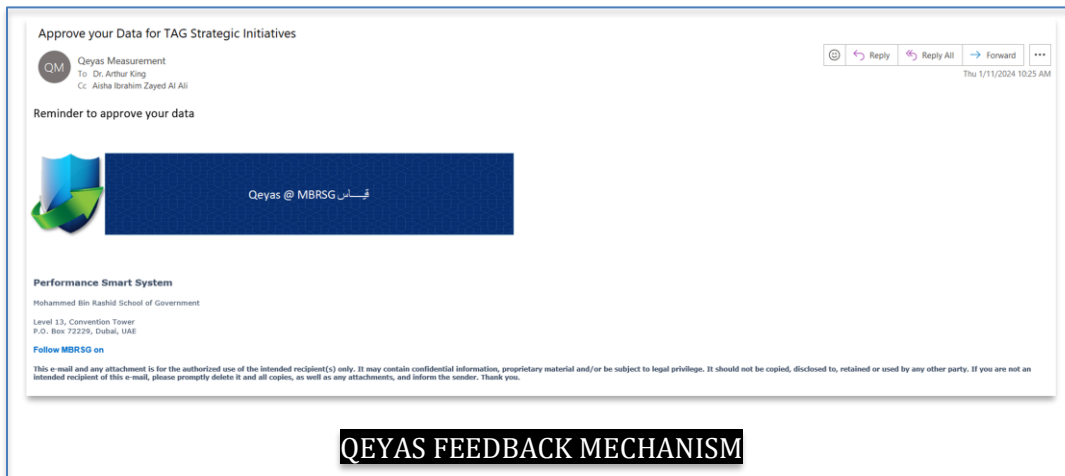 Approve your Data for TAG Strategic Initiatives
QM
Qeyas Measurement
To Dr. Arthur King
Cc Aisha Ibrahim Zayed Al Ali
Reply
Reply All
Forward
Thu 1/11/2024 10:25 AM
Reminder to approve your data
Qeyas @ MBRSG قيـــاس
Performance Smart System
Mohammed Bin Rashid School of Government
Level 13, Convention Tower
P.O. Box 72229, Dubai, UAE
Follow MBRSG on
This e-mail and any attachment is for the authorized use of the intended recipient(s) only. It may contain confidential information, proprietary material and/or be subject to legal privilege. It should not be copied, disclosed to, retained or used by any other party. If you are not an
intended recipient of this e-mail, please promptly delete it and all copies, as well as any attachments, and inform the sender. Thank you.
QEYAS FEEDBACK MECHANISM